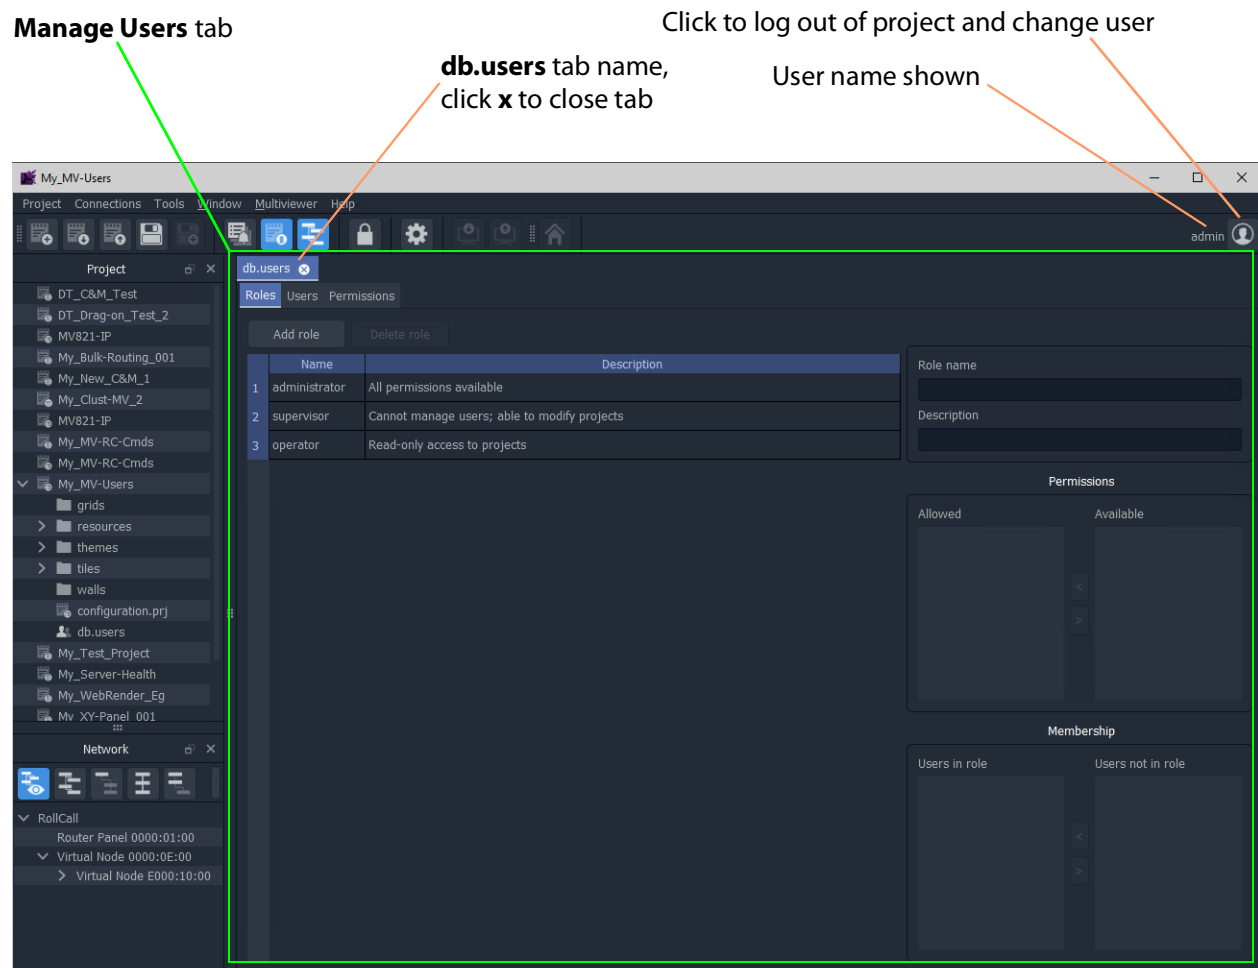 Manage Users tab
Click to log out of project and change user
db.users tab name,
click x to close tab
User name shown
My_MV-Users
Project Connections Tools Window Multiviewer Help
admin
Project
DT_C&M_Test
DT_Drag-on_Test_2
MV821-IP
My_Bulk-Routing_001
My_New_C&M_1
My_Clust-MV_2
MV821-IP
My_MV-RC-Cmds
My_MV-RC-Cmds
My_MV-Users
grids
resources
themes
tiles
walls
configuration.prj
db.users
My_Test_Project
My_Server-Health
My_WebRender_Eg
My_XY-Panel_001
Network
RollCall
Router Panel 0000:01:00
Virtual Node 0000:0E:00
Virtual Node E000:10:00
db.users
Roles Users Permissions
Add role Delete role
Name Description
1 administrator All permissions available
2 supervisor Cannot manage users; able to modify projects
3 operator Read-only access to projects
Role name
Description
Permissions
Allowed Available
<
>
Membership
Users in role Users not in role
<
>